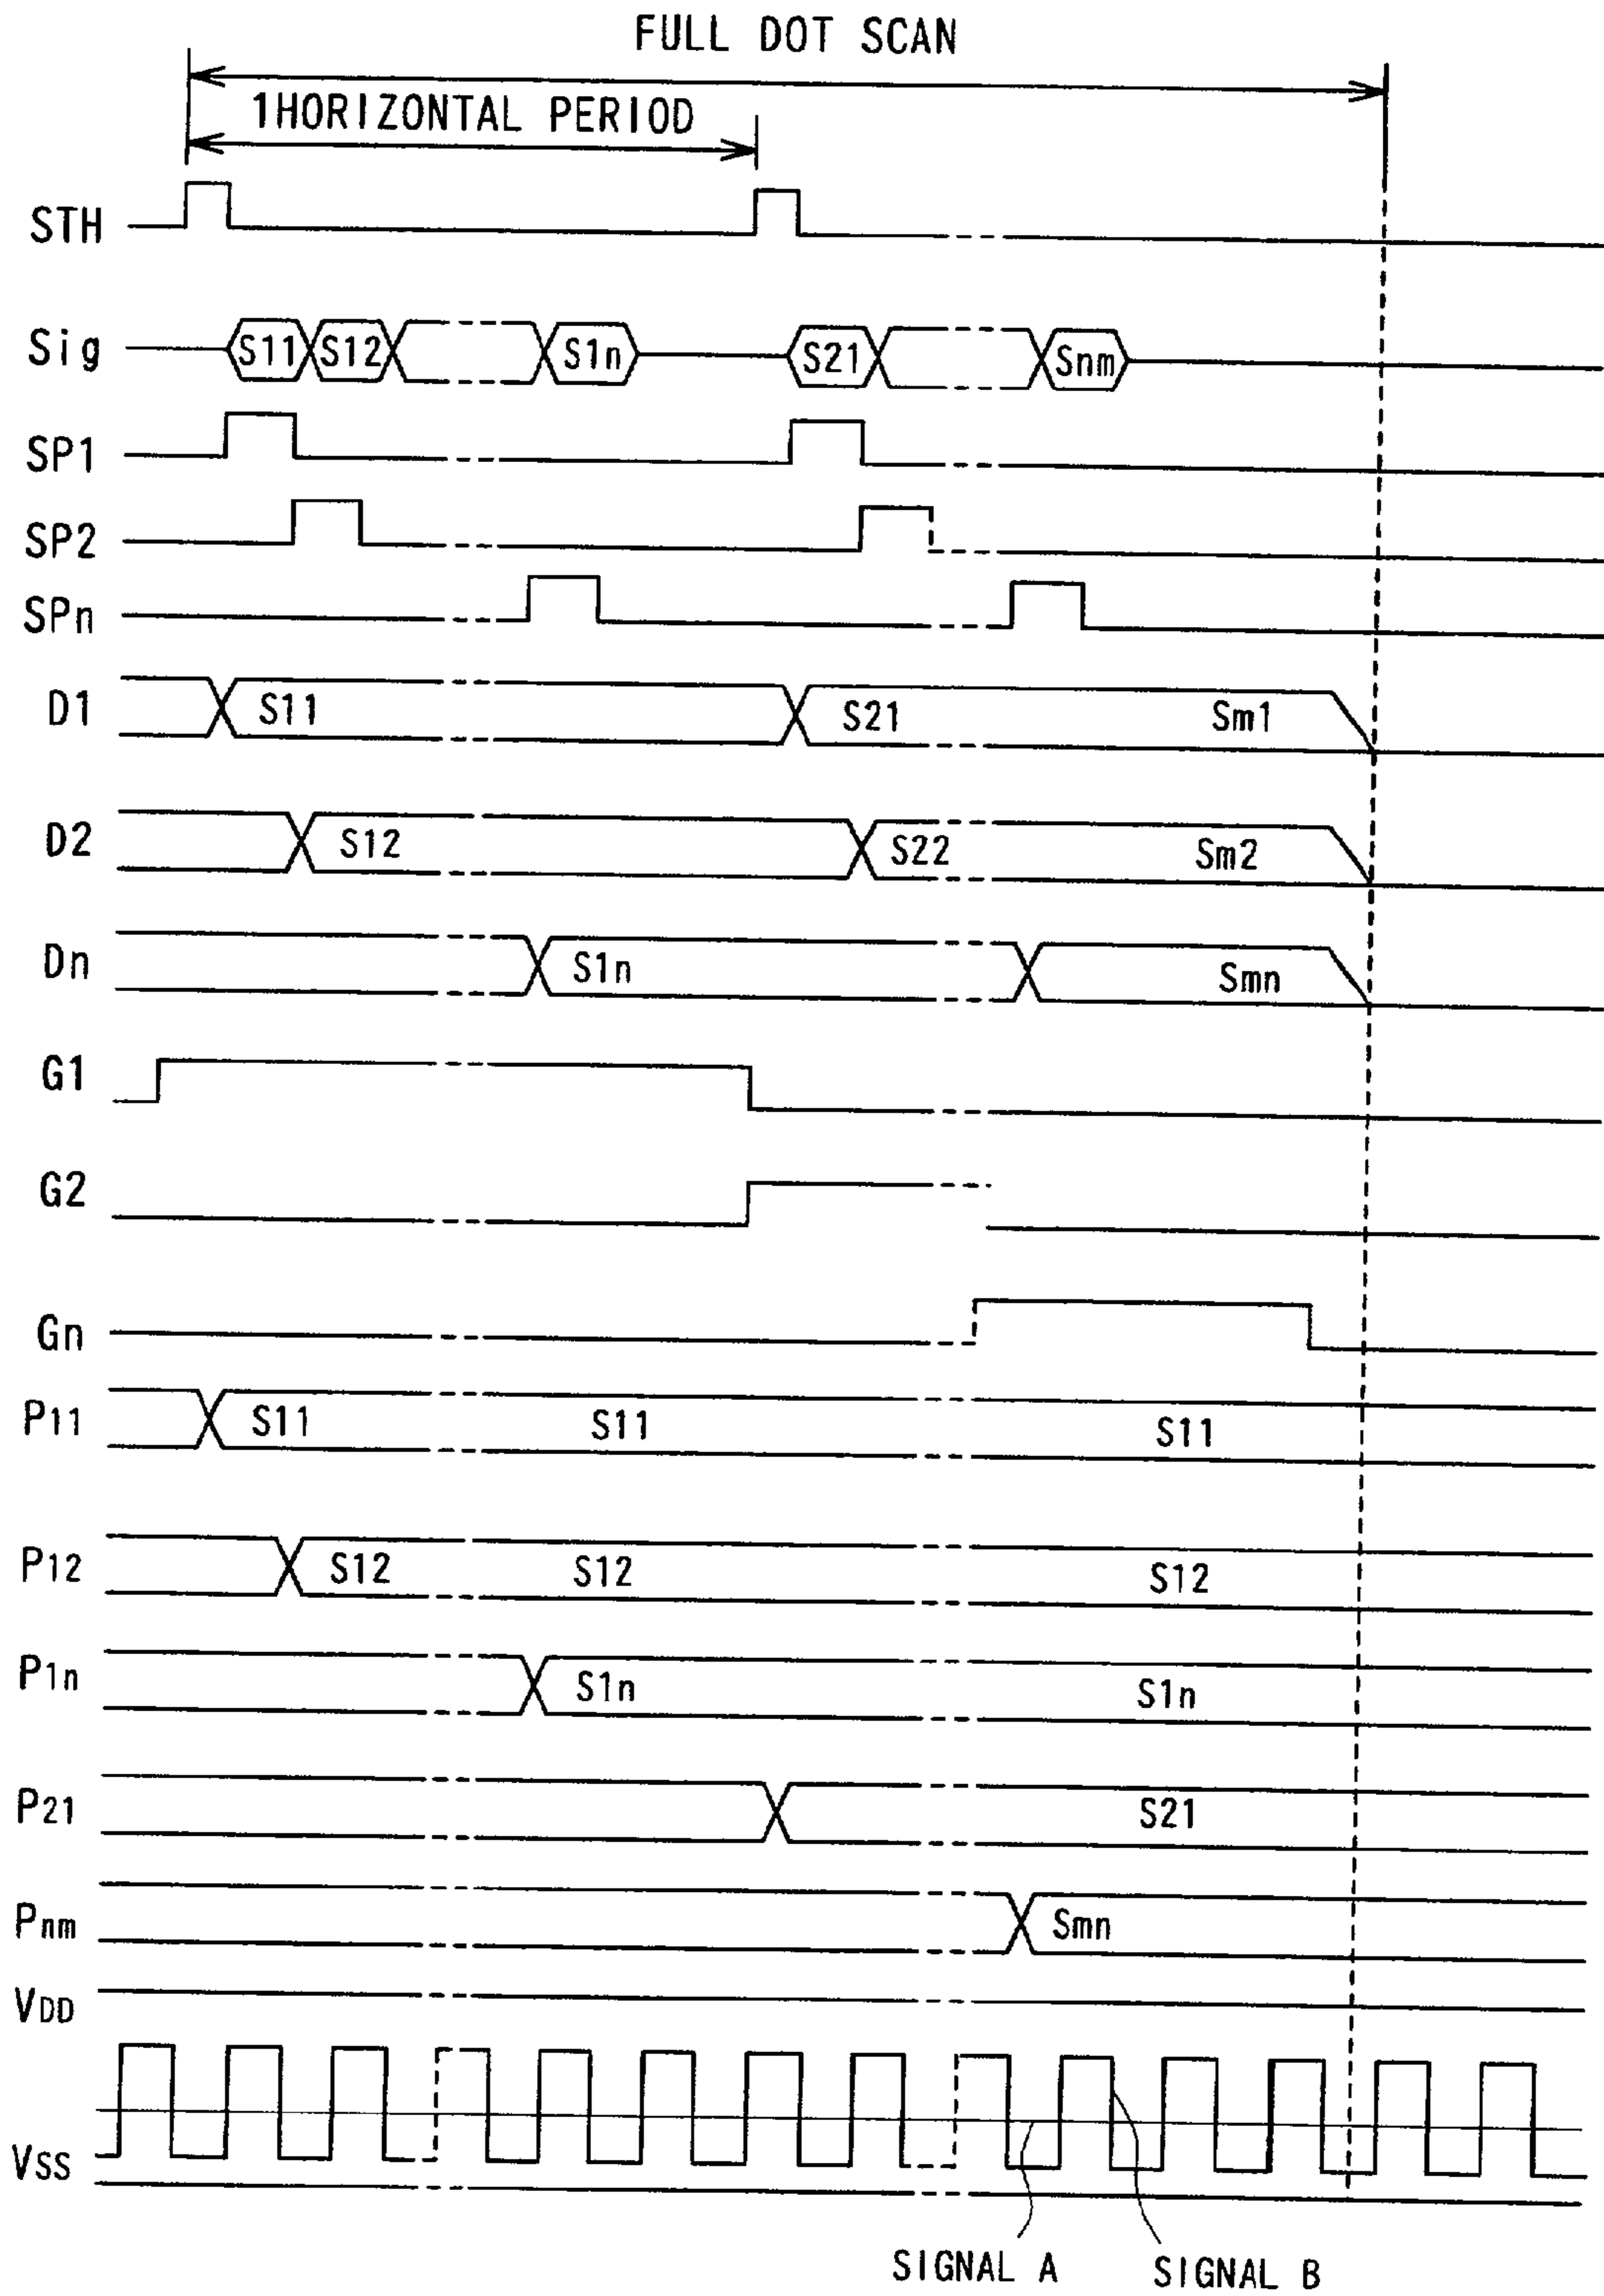 FULL DOT SCAN
1HORIZONTAL PERIOD
STH
Sig S11 S12 S1n S21 Snm
SP1
SP2
SPn
D1 S11 S21 Sm1
D2 S12 S22 Sm2
Dn S1n Smn
G1
G2
Gn
P11 S11 S11 S11
P12 S12 S12 S12
P1n S1n S1n
P21 S21
Pnm Smn
VDD
VSS
SIGNAL A SIGNAL B